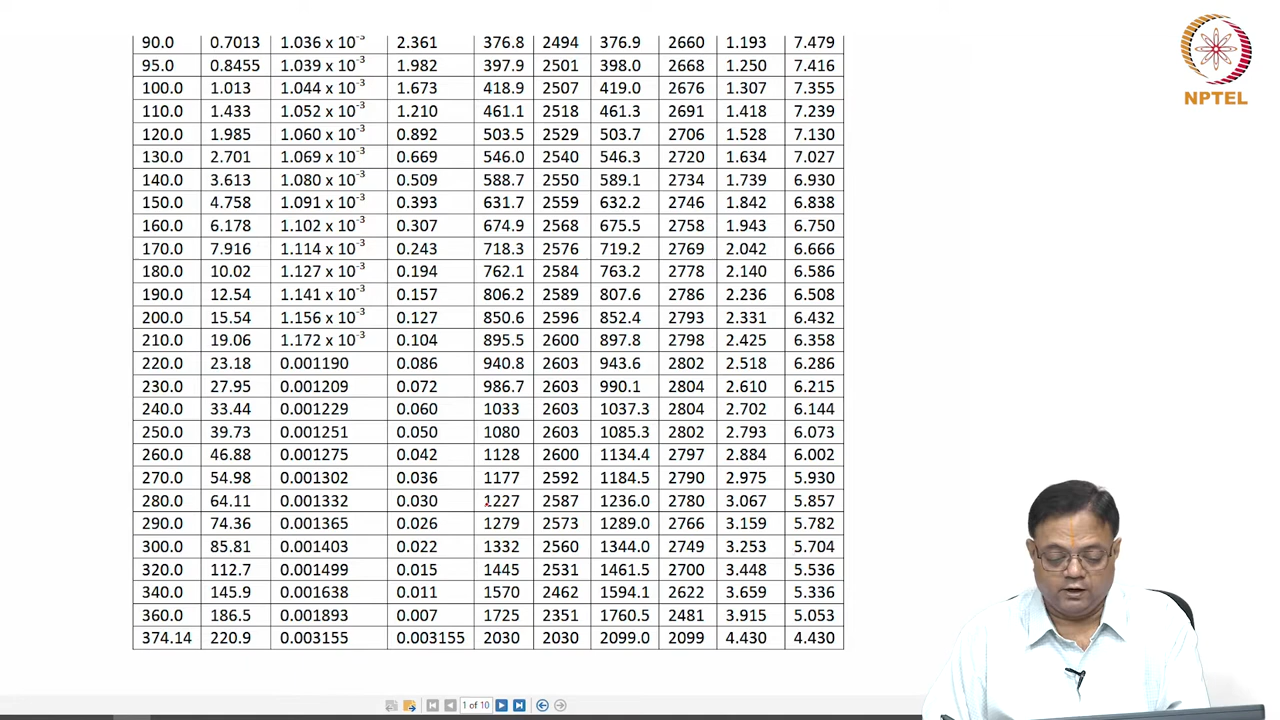 90.0 0.7013 1.036 x 10⁻³ 2.361 376.8 2494 376.9 2660 1.193 7.479
95.0 0.8455 1.039 x 10⁻³ 1.982 397.9 2501 398.0 2668 1.250 7.416
100.0 1.013 1.044 x 10⁻³ 1.673 418.9 2507 419.0 2676 1.307 7.355
110.0 1.433 1.052 x 10⁻³ 1.210 461.1 2518 461.3 2691 1.418 7.239
120.0 1.985 1.060 x 10⁻³ 0.892 503.5 2529 503.7 2706 1.528 7.130
130.0 2.701 1.069 x 10⁻³ 0.669 546.0 2540 546.3 2720 1.634 7.027
140.0 3.613 1.080 x 10⁻³ 0.509 588.7 2550 589.1 2734 1.739 6.930
150.0 4.758 1.091 x 10⁻³ 0.393 631.7 2559 632.2 2746 1.842 6.838
160.0 6.178 1.102 x 10⁻³ 0.307 674.9 2568 675.5 2758 1.943 6.750
170.0 7.916 1.114 x 10⁻³ 0.243 718.3 2576 719.2 2769 2.042 6.666
180.0 10.02 1.127 x 10⁻³ 0.194 762.1 2584 763.2 2778 2.140 6.586
190.0 12.54 1.141 x 10⁻³ 0.157 806.2 2589 807.6 2786 2.236 6.508
200.0 15.54 1.156 x 10⁻³ 0.127 850.6 2596 852.4 2793 2.331 6.432
210.0 19.06 1.172 x 10⁻³ 0.104 895.5 2600 897.8 2798 2.425 6.358
220.0 23.18 0.001190 0.086 940.8 2603 943.6 2802 2.518 6.286
230.0 27.95 0.001209 0.072 986.7 2603 990.1 2804 2.610 6.215
240.0 33.44 0.001229 0.060 1033 2603 1037.3 2804 2.702 6.144
250.0 39.73 0.001251 0.050 1080 2603 1085.3 2802 2.793 6.073
260.0 46.88 0.001275 0.042 1128 2600 1134.4 2797 2.884 6.002
270.0 54.98 0.001302 0.036 1177 2592 1184.5 2790 2.975 5.930
280.0 64.11 0.001332 0.030 1227 2587 1236.0 2780 3.067 5.857
290.0 74.36 0.001365 0.026 1279 2573 1289.0 2766 3.159 5.782
300.0 85.81 0.001403 0.022 1332 2560 1344.0 2749 3.253 5.704
320.0 112.7 0.001499 0.015 1445 2531 1461.5 2700 3.448 5.536
340.0 145.9 0.001638 0.011 1570 2462 1594.1 2622 3.659 5.336
360.0 186.5 0.001893 0.007 1725 2351 1760.5 2481 3.915 5.053
374.14 220.9 0.003155 0.003155 2030 2030 2099.0 2099 4.430 4.430
NPTEL
1 of 10